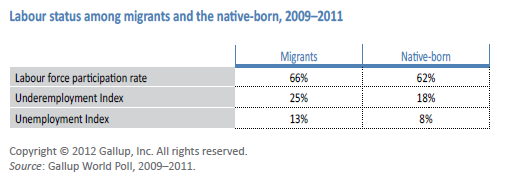 Labour status among migrants and the native-born, 2009–2011
Migrants Native-born
Labour force participation rate 66% 62%
Underemployment Index 25% 18%
Unemployment Index 13% 8%
Copyright © 2012 Gallup, Inc. All rights reserved.
Source: Gallup World Poll, 2009–2011.